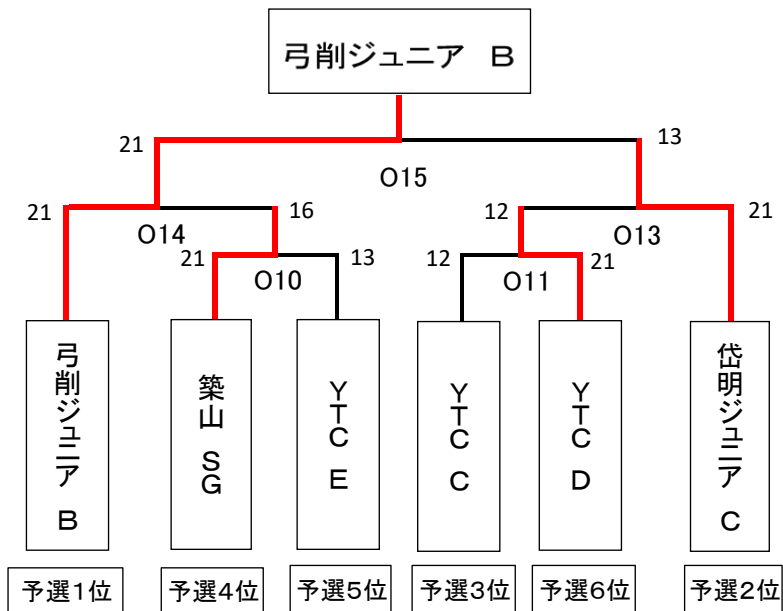 弓削ジュニア　B
21
13
O15
21
16
12
21
O14
O13
21
13
12
21
O10
O11
弓削ジュニア　B
築山　SG
YTC　E
YTC　C
YTC　D
岱明ジュニア　C
予選1位
予選4位
予選5位
予選3位
予選6位
予選2位